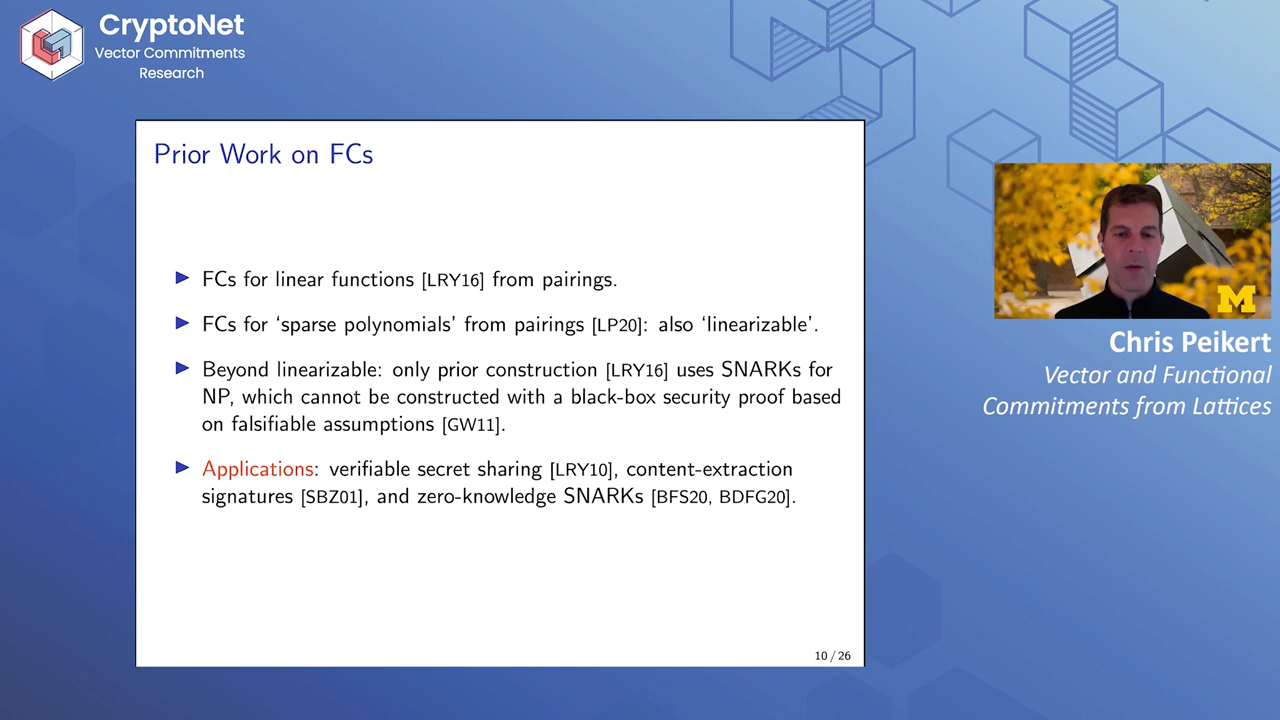 CryptoNet
Vector Commitments
Research
Prior Work on FCs
▶ FCs for linear functions [LRY16] from pairings.
▶ FCs for ‘sparse polynomials’ from pairings [LP20]: also ‘linearizable’.
▶ Beyond linearizable: only prior construction [LRY16] uses SNARKs for
NP, which cannot be constructed with a black-box security proof based
on falsifiable assumptions [GW11].
▶ Applications: verifiable secret sharing [LRY10], content-extraction
signatures [SBZ01], and zero-knowledge SNARKs [BFS20, BDFG20].
10 / 26
M
Chris Peikert
Vector and Functional
Commitments from Lattices